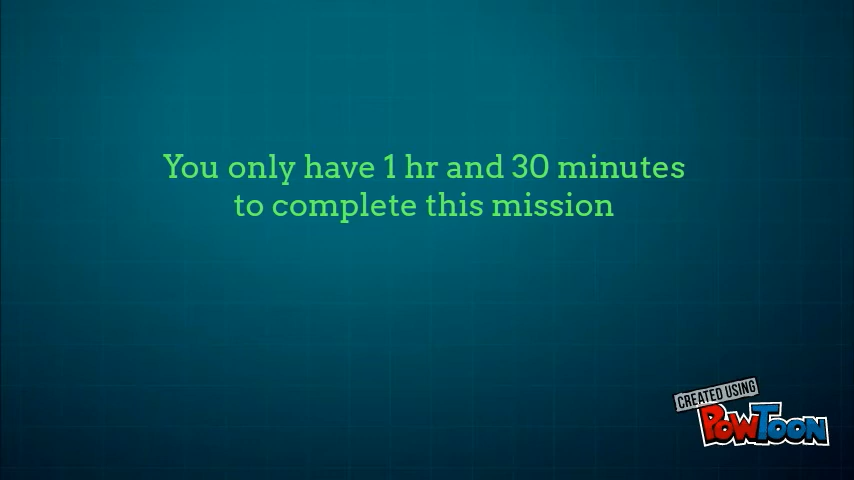 You only have 1 hr and 30 minutes
to complete this mission
CREATED USING
POWTOON